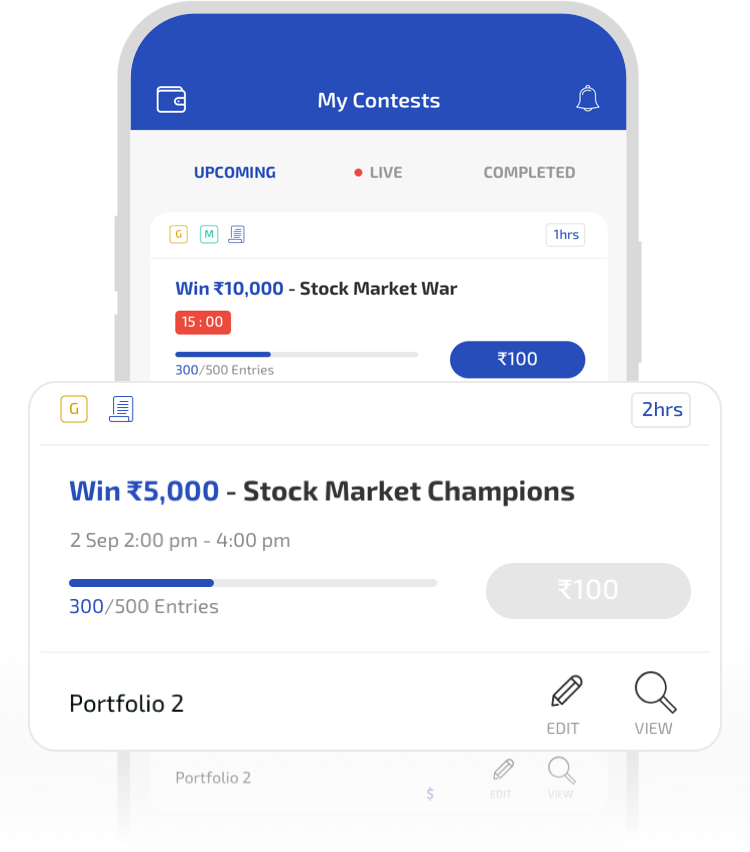 My Contests
UPCOMING LIVE COMPLETED
G M 1hrs
Win ₹10,000 - Stock Market War
15 : 00
300/500 Entries
₹100
G 2hrs
Win ₹5,000 - Stock Market Champions
2 Sep 2:00 pm - 4:00 pm
₹100
300/500 Entries
Portfolio 2
EDIT VIEW
Portfolio 2
$
EDIT VIEW